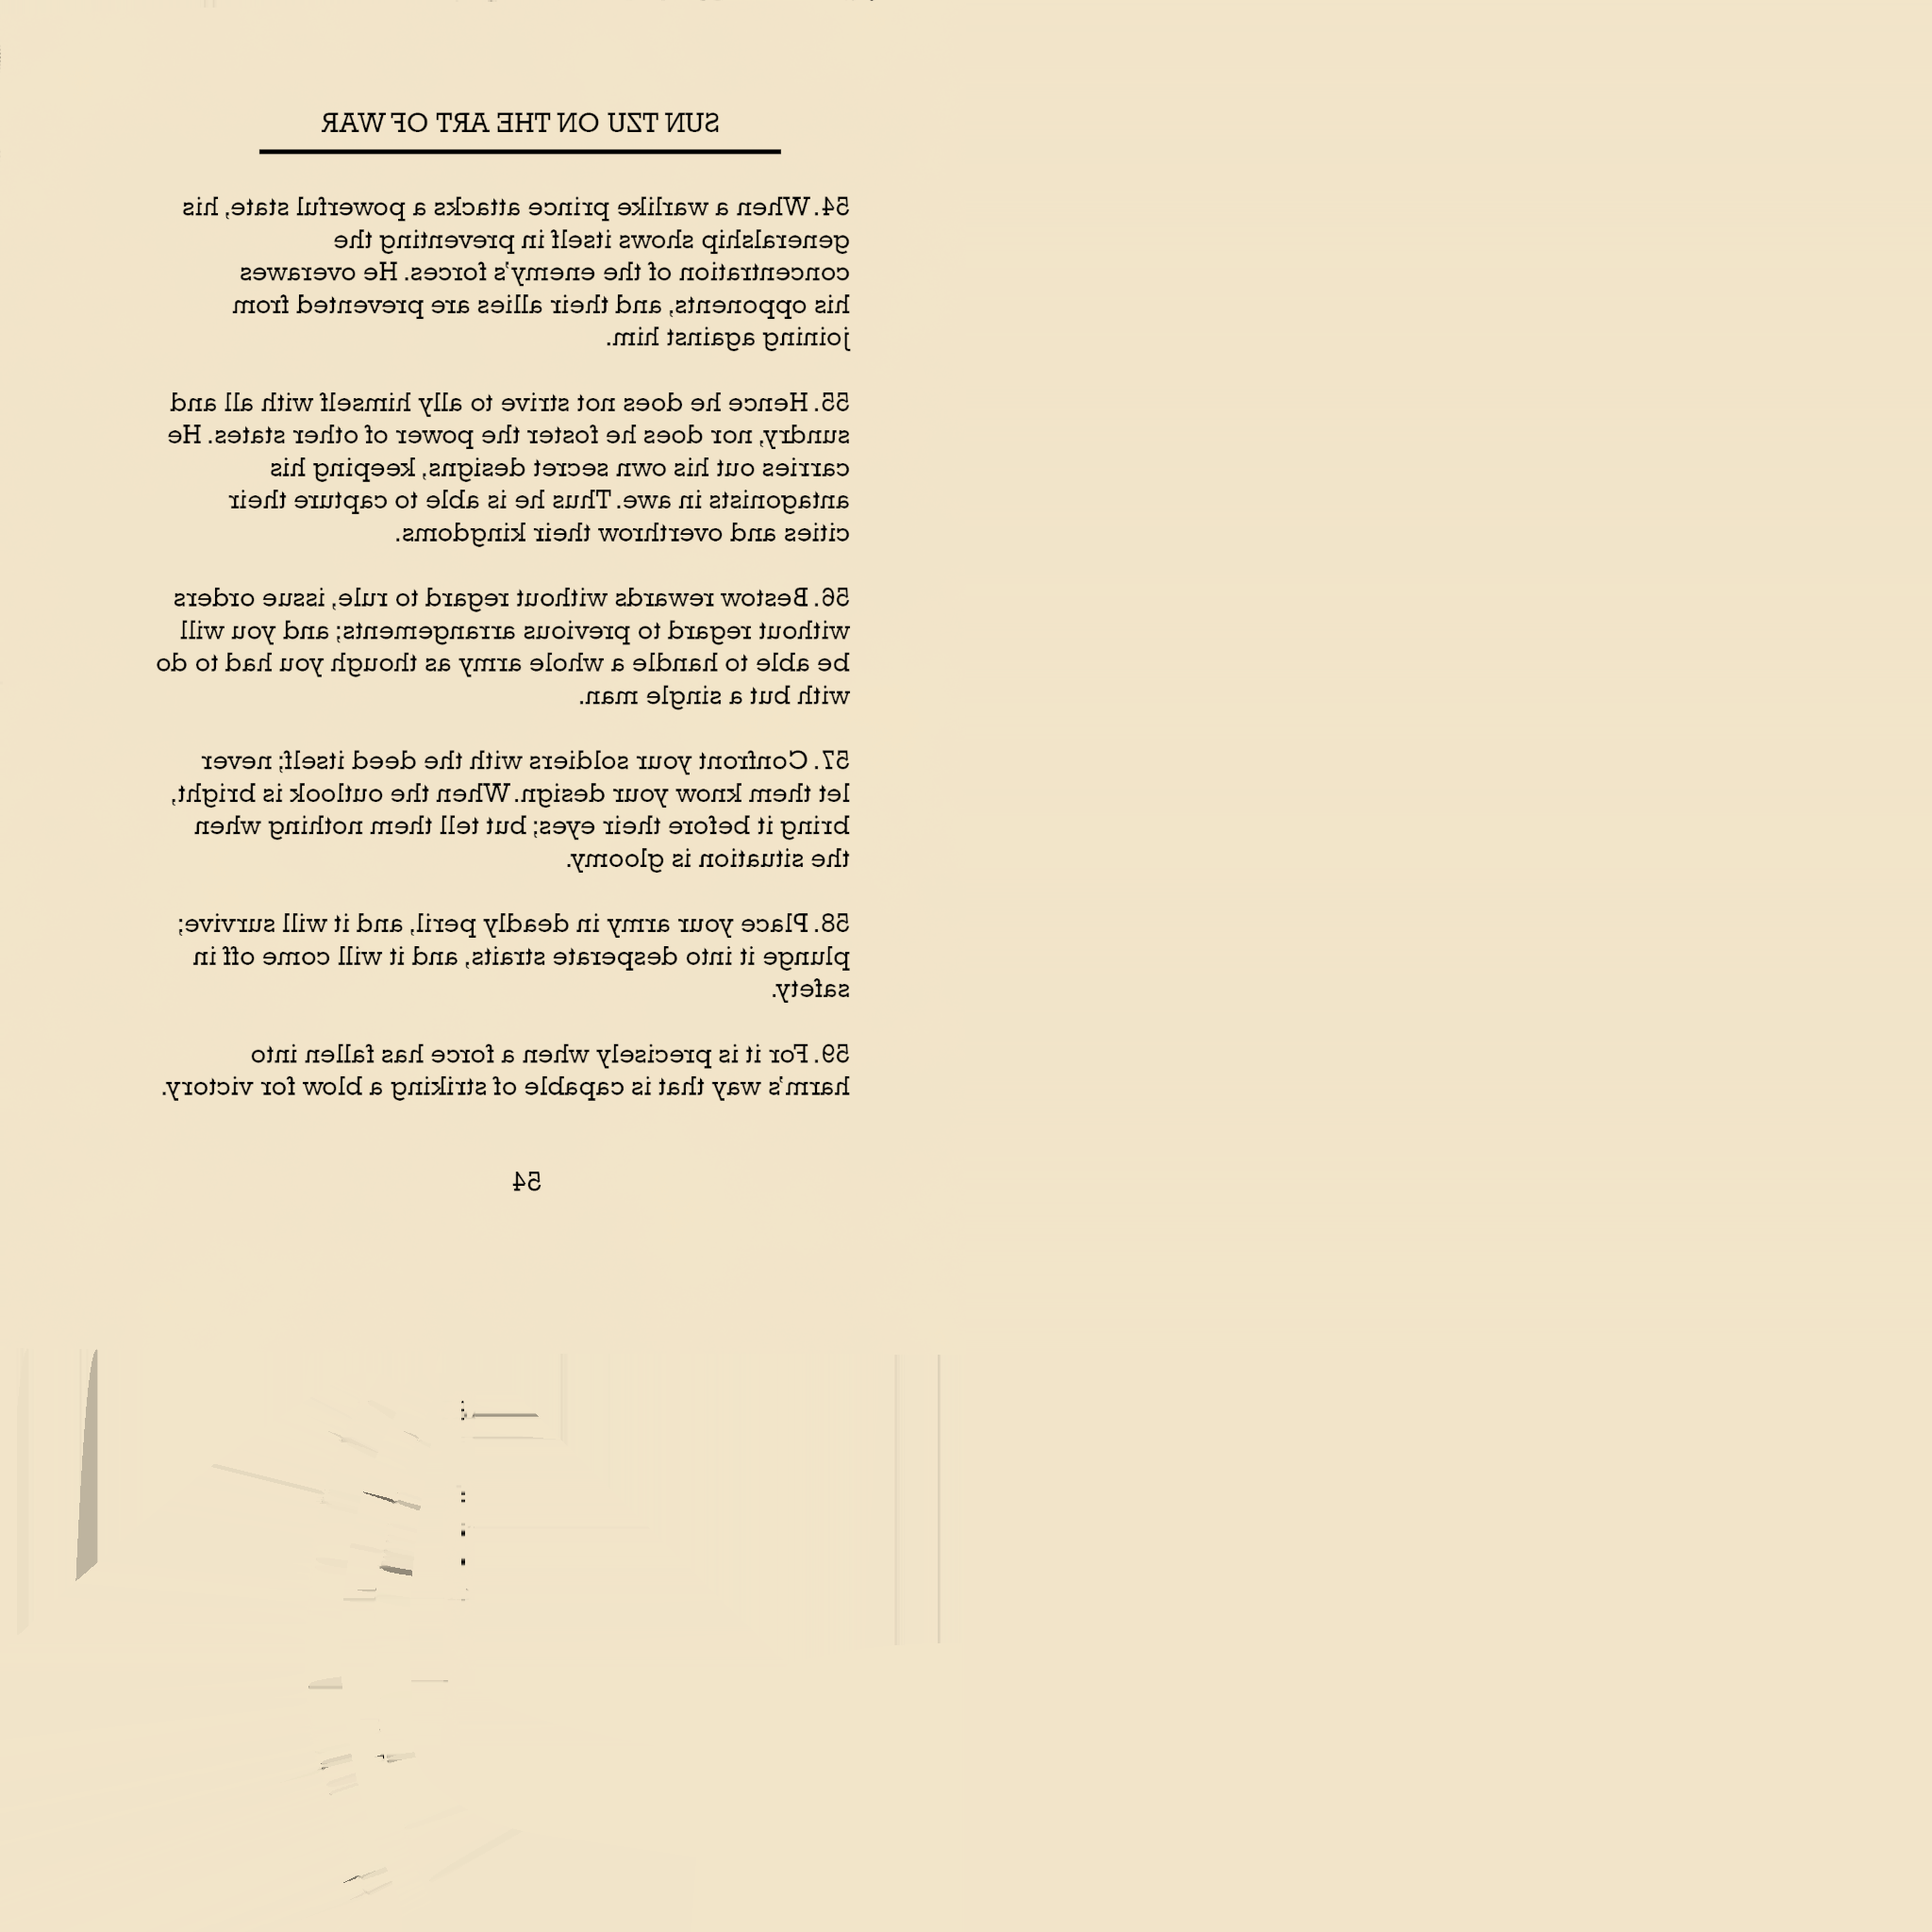 SUN TZU ON THE ART OF WAR
54. When a warlike prince attacks a powerful state, his
generalship shows itself in preventing the
concentration of the enemy's forces. He overawes
his opponents, and their allies are prevented from
joining against him.
55. Hence he does not strive to ally himself with all and
sundry, nor does he foster the power of other states. He
carries out his own secret designs, keeping his
antagonists in awe. Thus he is able to capture their
cities and overthrow their kingdoms.
56. Bestow rewards without regard to rule, issue orders
without regard to previous arrangements; and you will
be able to handle a whole army as though you had to do
with but a single man.
57. Confront your soldiers with the deed itself; never
let them know your design. When the outlook is bright,
bring it before their eyes; but tell them nothing when
the situation is gloomy.
58. Place your army in deadly peril, and it will survive;
plunge it into desperate straits, and it will come off in
safety.
59. For it is precisely when a force has fallen into
harm's way that is capable of striking a blow for victory.
54